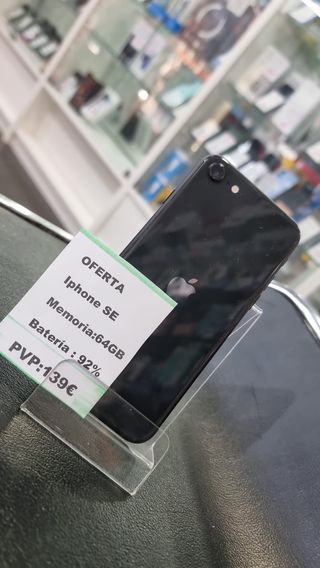 OFERTA
Iphone SE
Memoria:64GB
Batería : 92%
PVP:139€